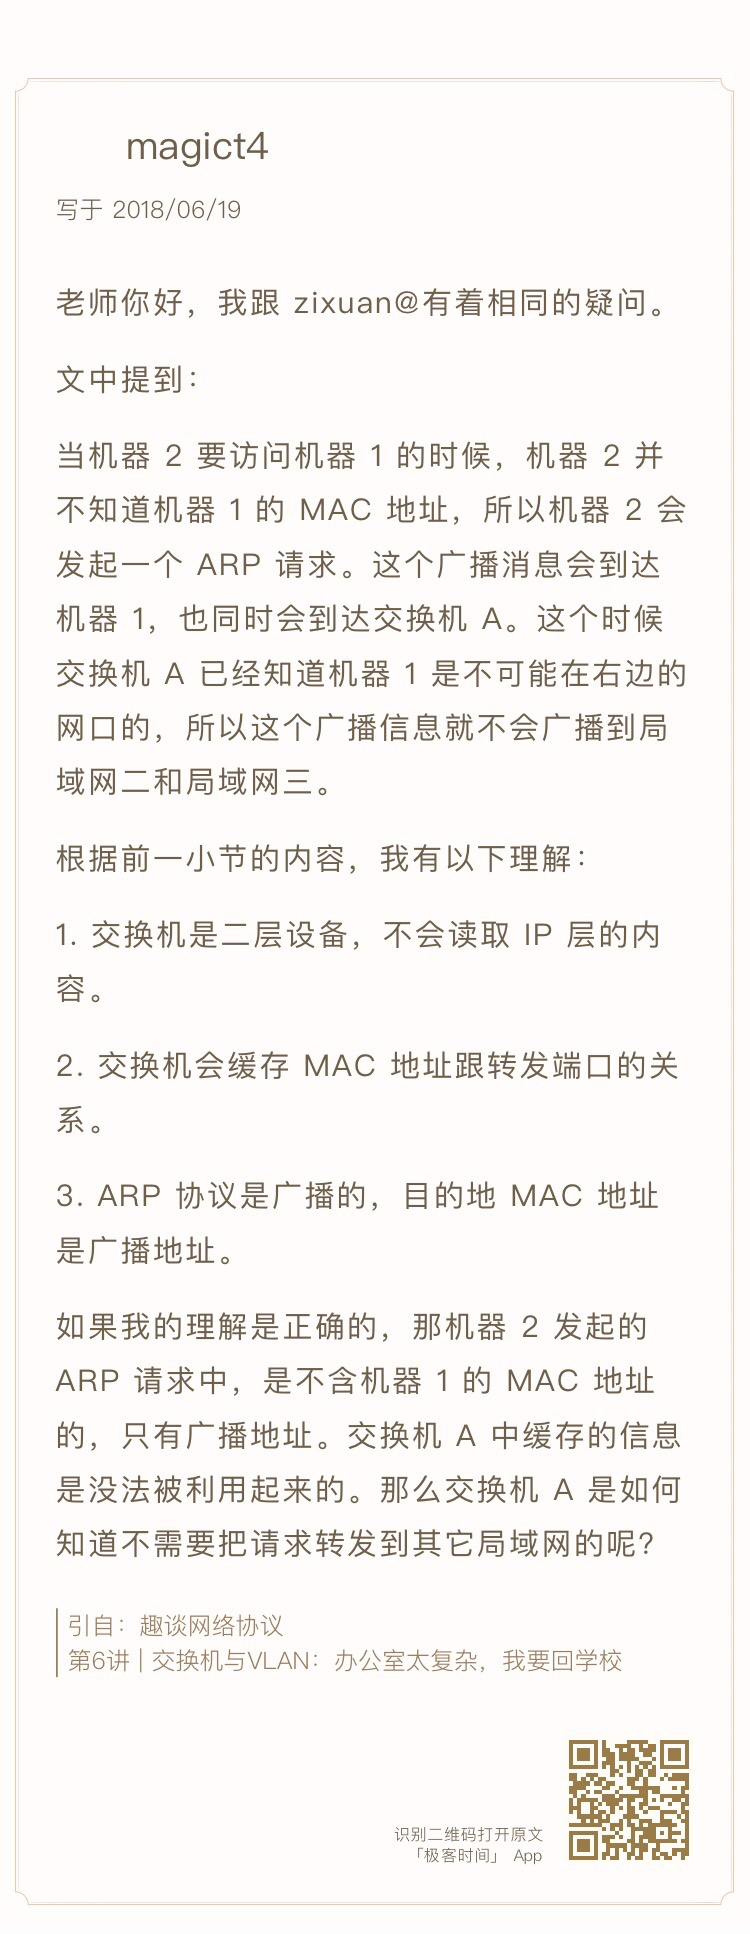 magict4
写于 2018/06/19
老师你好，我跟 zixuan@有着相同的疑问。
文中提到：
当机器 2 要访问机器 1 的时候，机器 2 并
不知道机器 1 的 MAC 地址，所以机器 2 会
发起一个 ARP 请求。这个广播消息会到达
机器 1，也同时会到达交换机 A。这个时候
交换机 A 已经知道机器 1 是不可能在右边的
网口的，所以这个广播信息就不会广播到局
域网二和局域网三。
根据前一小节的内容，我有以下理解：
1. 交换机是二层设备，不会读取 IP 层的内
容。
2. 交换机会缓存 MAC 地址跟转发端口的关
系。
3. ARP 协议是广播的，目的地 MAC 地址
是广播地址。
如果我的理解是正确的，那机器 2 发起的
ARP 请求中，是不含机器 1 的 MAC 地址
的，只有广播地址。交换机 A 中缓存的信息
是没法被利用起来的。那么交换机 A 是如何
知道不需要把请求转发到其它局域网的呢？
引自：趣谈网络协议
第6讲 | 交换机与VLAN：办公室太复杂，我要回学校
识别二维码打开原文
「极客时间」 App